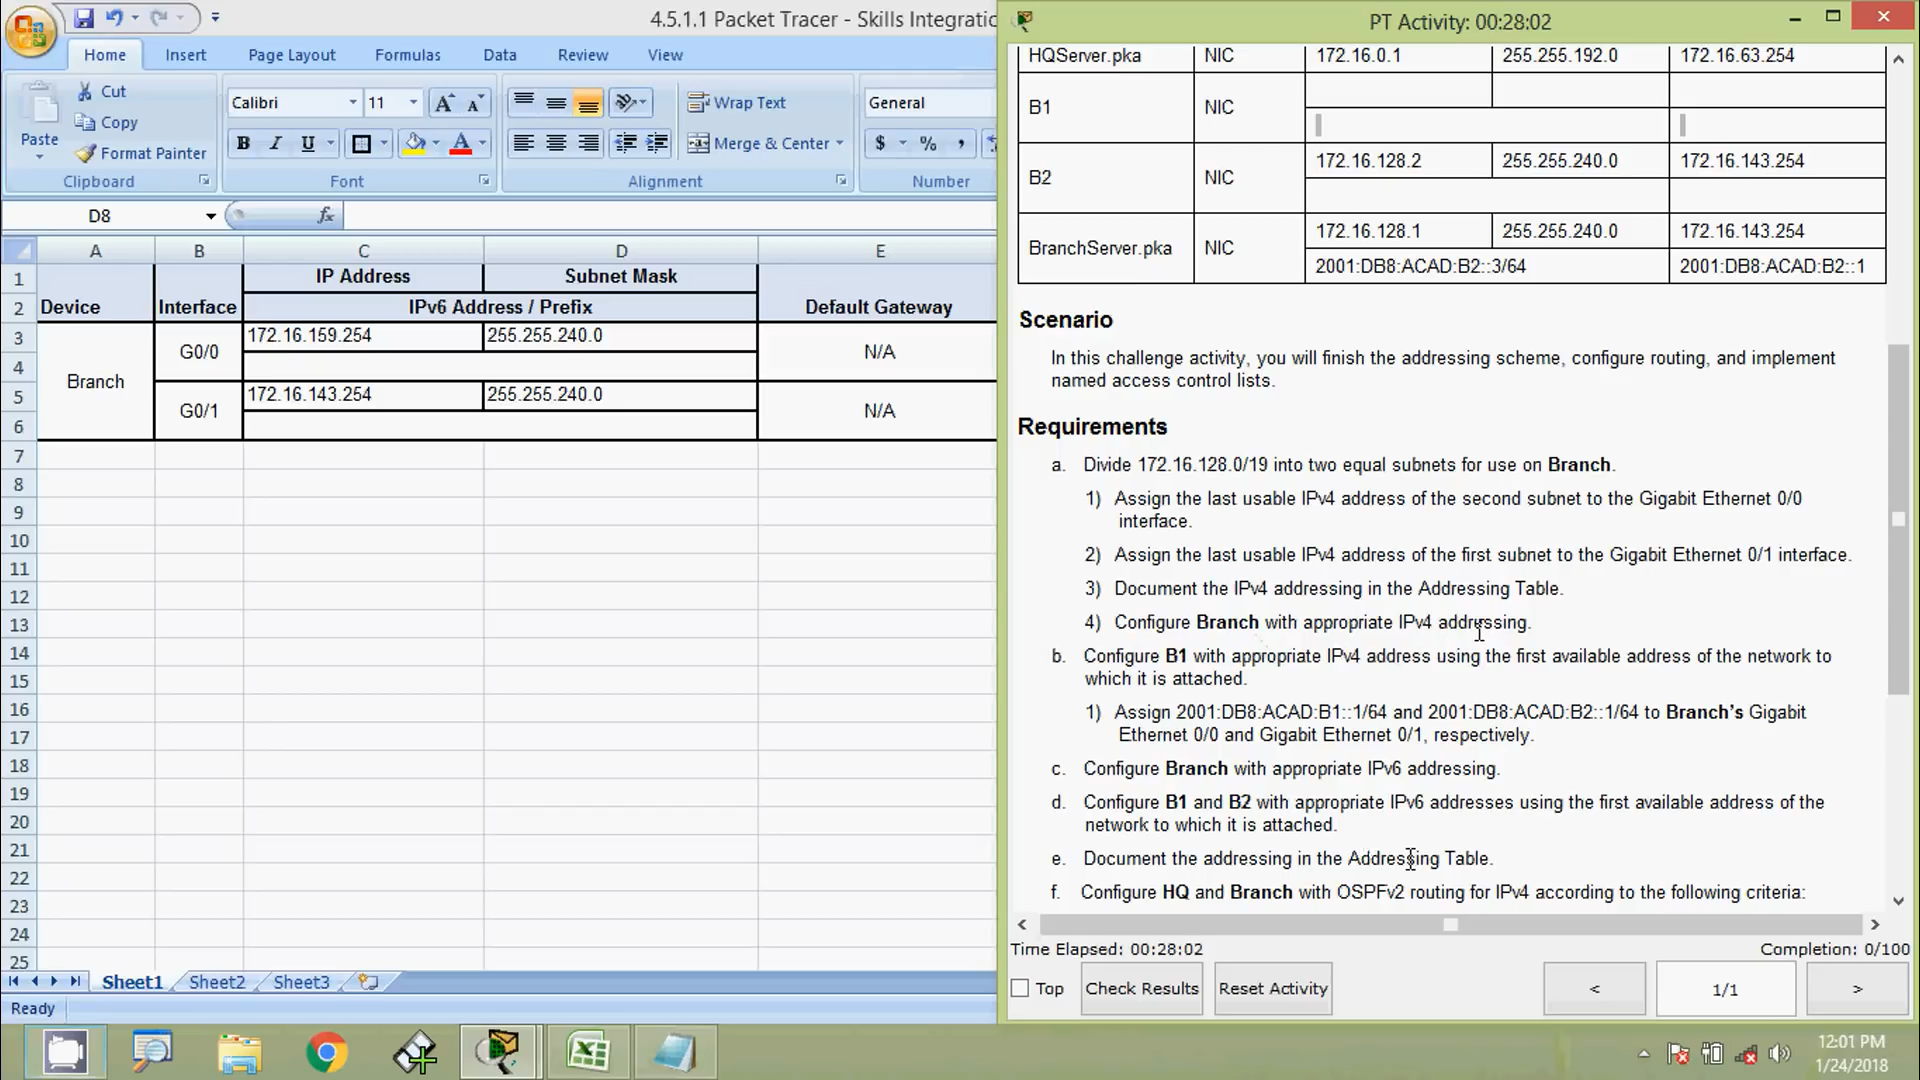 4.5.1.1 Packet Tracer - Skills Integratio
Home
Insert
Page Layout
Formulas
Data
Review
View
Paste
Cut
Copy
Format Painter
Clipboard
Calibri
11
A A
B I U
A
Font
Wrap Text
Merge & Center
Alignment
General
$ % ,
Number
D8
fx
A B C D E
1 IP Address Subnet Mask
2 Device Interface IPv6 Address / Prefix Default Gateway
3 172.16.159.254 255.255.240.0
G0/0 N/A
4
Branch
5 172.16.143.254 255.255.240.0
G0/1 N/A
6
7
8
9
10
11
12
13
14
15
16
17
18
19
20
21
22
23
24
25
Sheet1 Sheet2 Sheet3
Ready
PT Activity: 00:28:02
HQServer.pka NIC 172.16.0.1 255.255.192.0 172.16.63.254
B1 NIC
172.16.128.2 255.255.240.0 172.16.143.254
B2 NIC
172.16.128.1 255.255.240.0 172.16.143.254
BranchServer.pka NIC
2001:DB8:ACAD:B2::3/64 2001:DB8:ACAD:B2::1
Scenario
In this challenge activity, you will finish the addressing scheme, configure routing, and implement
named access control lists.
Requirements
a. Divide 172.16.128.0/19 into two equal subnets for use on Branch.
1) Assign the last usable IPv4 address of the second subnet to the Gigabit Ethernet 0/0
interface.
2) Assign the last usable IPv4 address of the first subnet to the Gigabit Ethernet 0/1 interface.
3) Document the IPv4 addressing in the Addressing Table.
4) Configure Branch with appropriate IPv4 addressing.
b. Configure B1 with appropriate IPv4 address using the first available address of the network to
which it is attached.
1) Assign 2001:DB8:ACAD:B1::1/64 and 2001:DB8:ACAD:B2::1/64 to Branch's Gigabit
Ethernet 0/0 and Gigabit Ethernet 0/1, respectively.
c. Configure Branch with appropriate IPv6 addressing.
d. Configure B1 and B2 with appropriate IPv6 addresses using the first available address of the
network to which it is attached.
e. Document the addressing in the Addressing Table.
f. Configure HQ and Branch with OSPFv2 routing for IPv4 according to the following criteria:
Time Elapsed: 00:28:02 Completion: 0/100
Top Check Results Reset Activity < 1/1 >
12:01 PM
1/24/2018